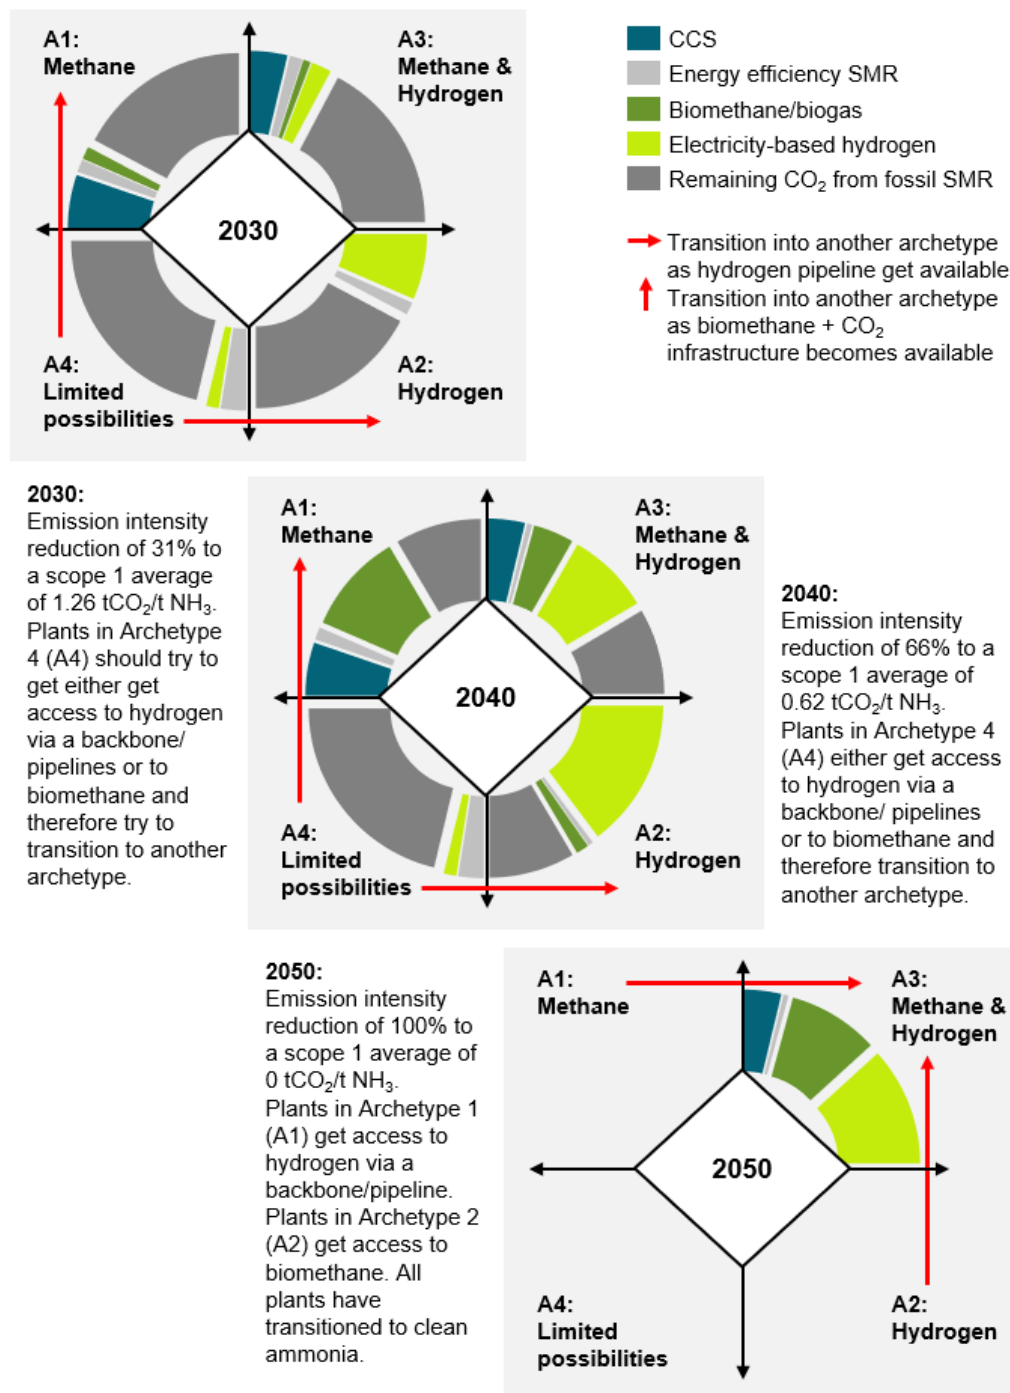 A1:
Methane
A3:
Methane &
Hydrogen
2030
A4:
Limited
possibilities
A2:
Hydrogen
CCS
Energy efficiency SMR
Biomethane/biogas
Electricity-based hydrogen
Remaining CO₂ from fossil SMR
Transition into another archetype
as hydrogen pipeline get available
Transition into another archetype
as biomethane + CO₂
infrastructure becomes available
2030:
Emission intensity
reduction of 31% to
a scope 1 average
of 1.26 tCO₂/t NH₃.
Plants in Archetype
4 (A4) should try to
get either get
access to hydrogen
via a backbone/
pipelines or to
biomethane and
therefore try to
transition to another
archetype.
A1:
Methane
A3:
Methane &
Hydrogen
2040
A4:
Limited
possibilities
A2:
Hydrogen
2040:
Emission intensity
reduction of 66% to a
scope 1 average of
0.62 tCO₂/t NH₃.
Plants in Archetype 4
(A4) either get access
to hydrogen via a
backbone/ pipelines
or to biomethane and
therefore transition to
another archetype.
2050:
Emission intensity
reduction of 100% to
a scope 1 average of
0 tCO₂/t NH₃.
Plants in Archetype 1
(A1) get access to
hydrogen via a
backbone/pipeline.
Plants in Archetype 2
(A2) get access to
biomethane. All
plants have
transitioned to clean
ammonia.
A1:
Methane
A3:
Methane &
Hydrogen
2050
A4:
Limited
possibilities
A2:
Hydrogen